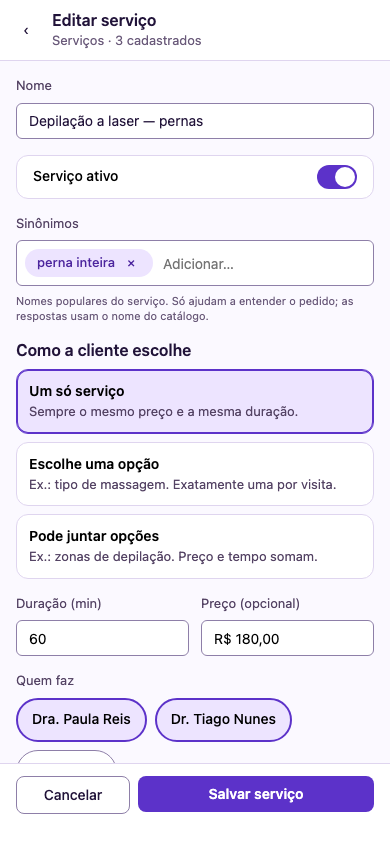 ‹
Editar serviço
Serviços · 3 cadastrados
Nome
Depilação a laser — pernas
Serviço ativo
Sinônimos
perna inteira ×
Adicionar...
Nomes populares do serviço. Só ajudam a entender o pedido; as
respostas usam o nome do catálogo.
Como a cliente escolhe
Um só serviço
Sempre o mesmo preço e a mesma duração.
Escolhe uma opção
Ex.: tipo de massagem. Exatamente uma por visita.
Pode juntar opções
Ex.: zonas de depilação. Preço e tempo somam.
Duração (min)
Preço (opcional)
60
R$ 180,00
Quem faz
Dra. Paula Reis
Dr. Tiago Nunes
Cancelar
Salvar serviço